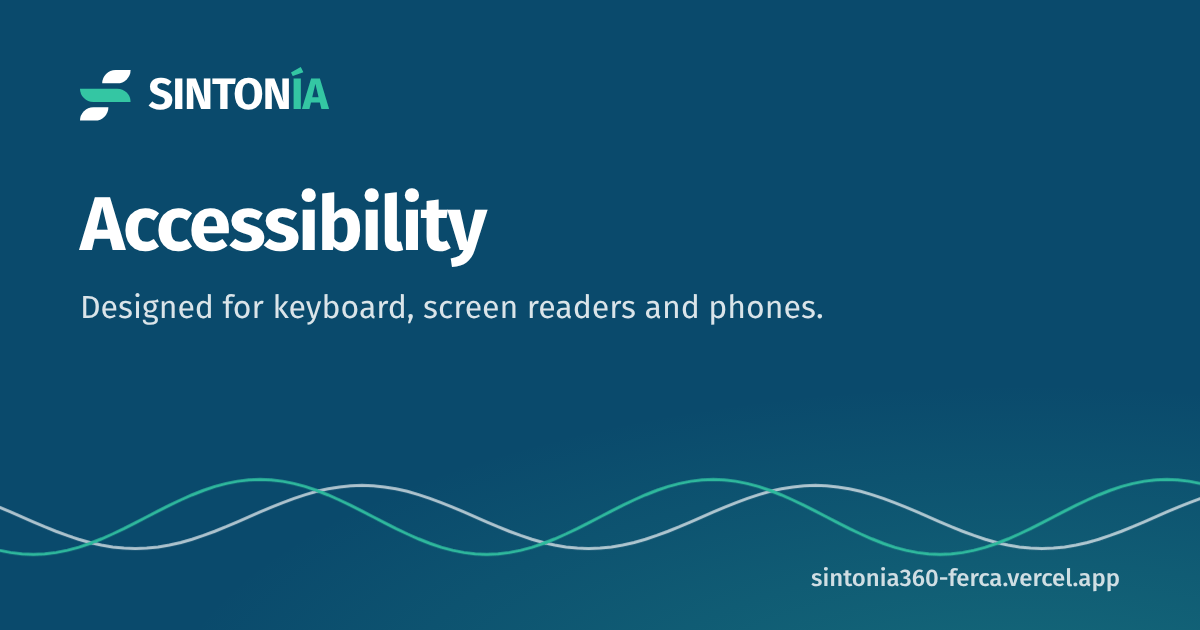 SINTONÍA
Accessibility
Designed for keyboard, screen readers and phones.
sintonia360-ferca.vercel.app